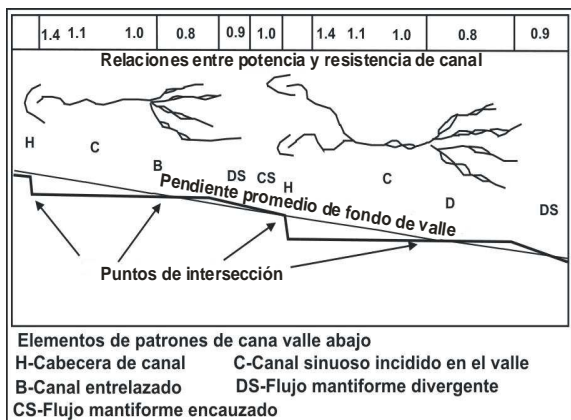 1.4 1.1 1.0 0.8 0.9 1.0 1.4 1.1 1.0 0.8 0.9
Relaciones entre potencia y resistencia de canal
H C B DS CS H C D DS
Pendiente promedio de fondo de valle
Puntos de intersección
Elementos de patrones de cana valle abajo
H-Cabecera de canal C-Canal sinuoso incidido en el valle
B-Canal entrelazado DS-Flujo mantiforme divergente
CS-Flujo mantiforme encauzado